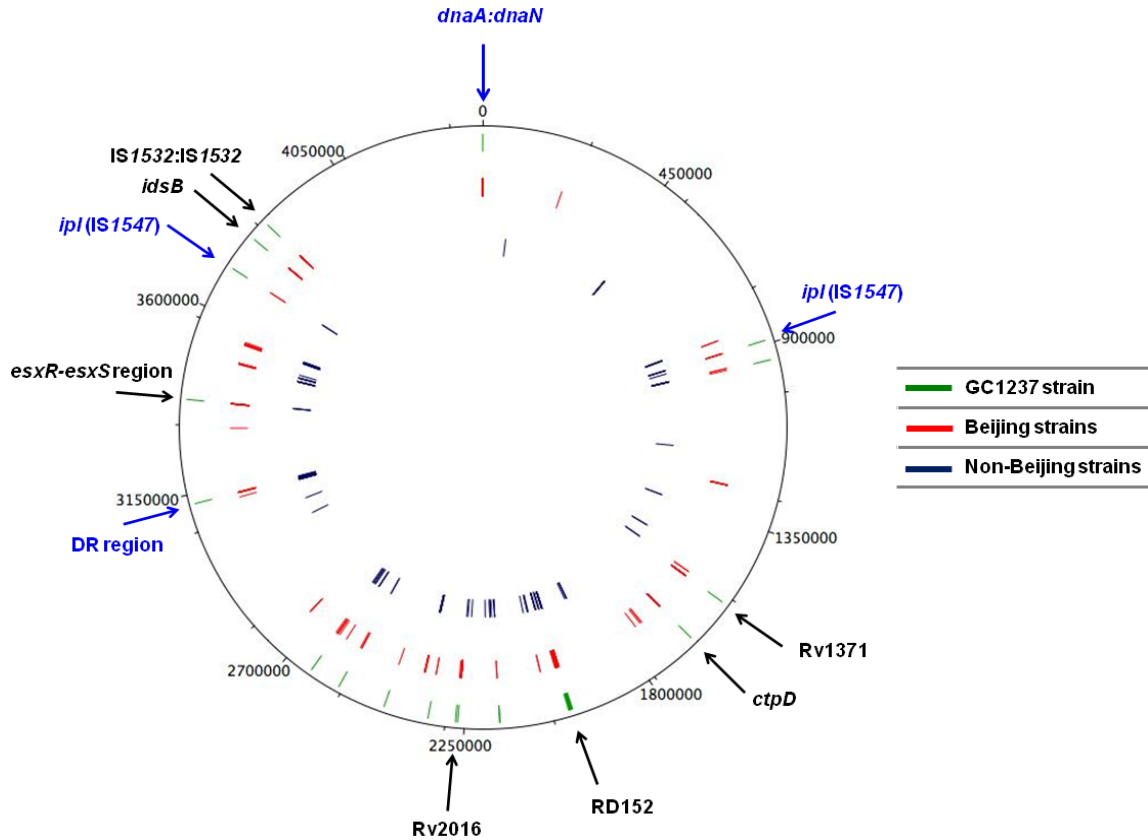 dnaA:dnaN
0
4050000
450000
IS1532:IS1532
idsB
ipl (IS1547)
3600000
ipl (IS1547)
900000
esxR-esxS region
GC1237 strain
Beijing strains
Non-Beijing strains
3150000
DR region
1350000
Rv1371
ctpD
2700000
1800000
2250000
RD152
Rv2016